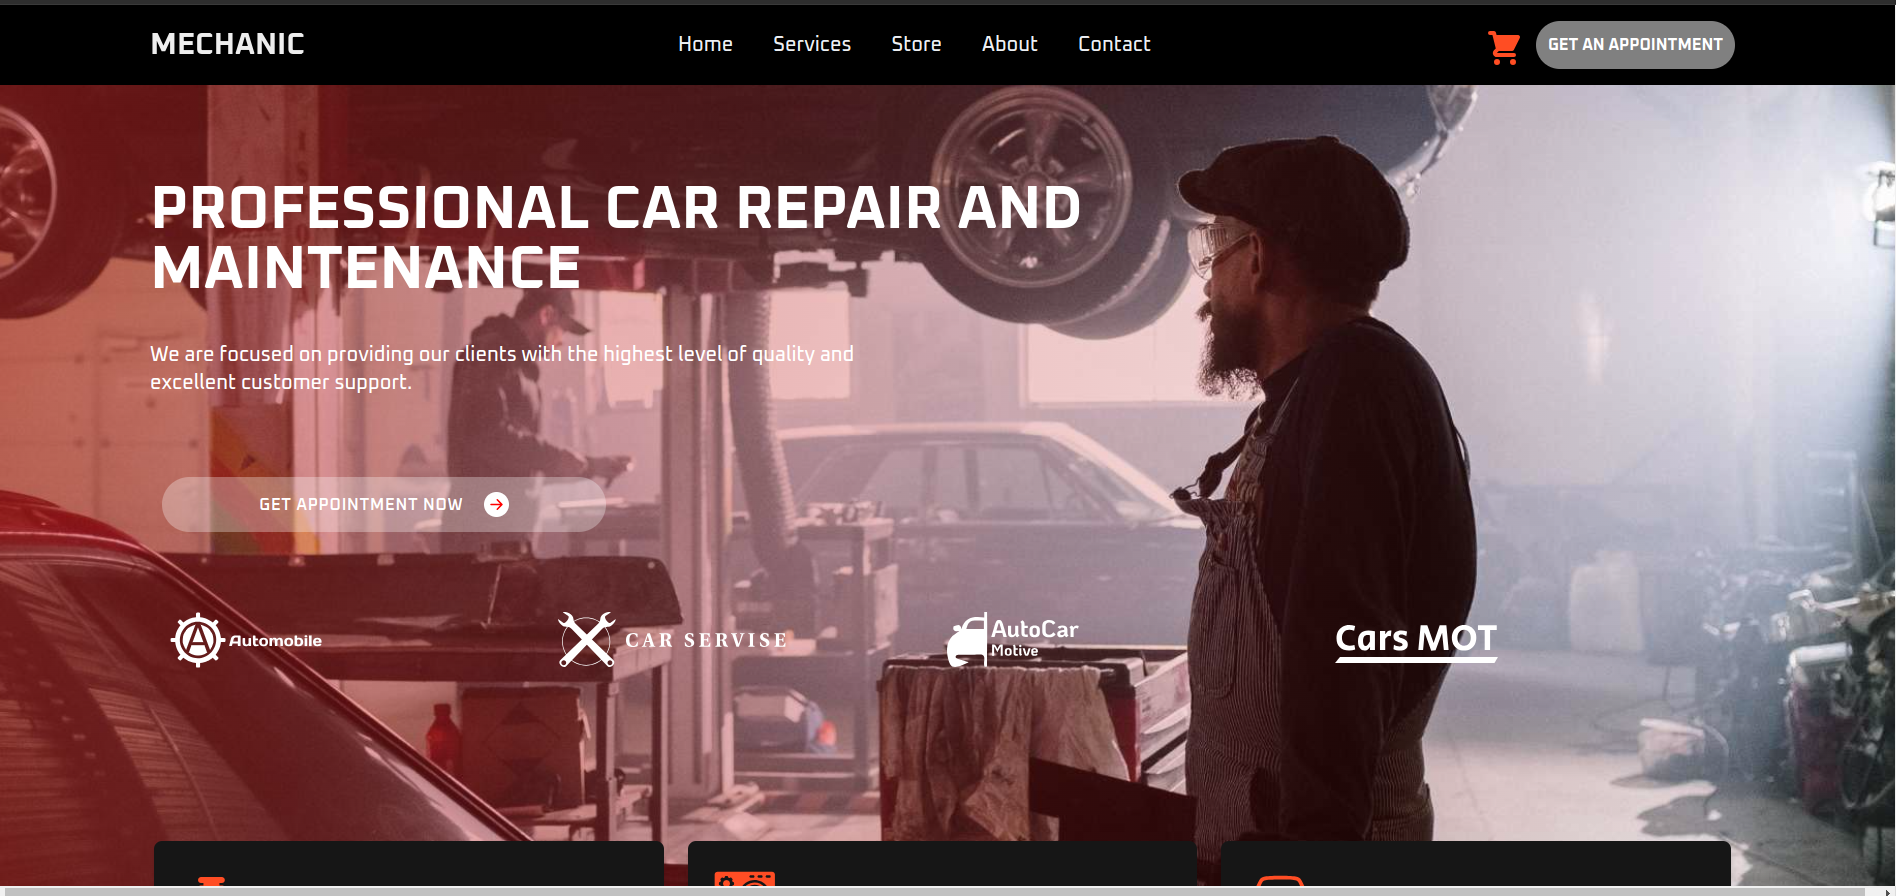 MECHANIC
Home Services Store About Contact
GET AN APPOINTMENT
PROFESSIONAL CAR REPAIR AND
MAINTENANCE
We are focused on providing our clients with the highest level of quality and
excellent customer support.
GET APPOINTMENT NOW
A Automobile
CAR SERVISE
AutoCar
Motive
Cars MOT